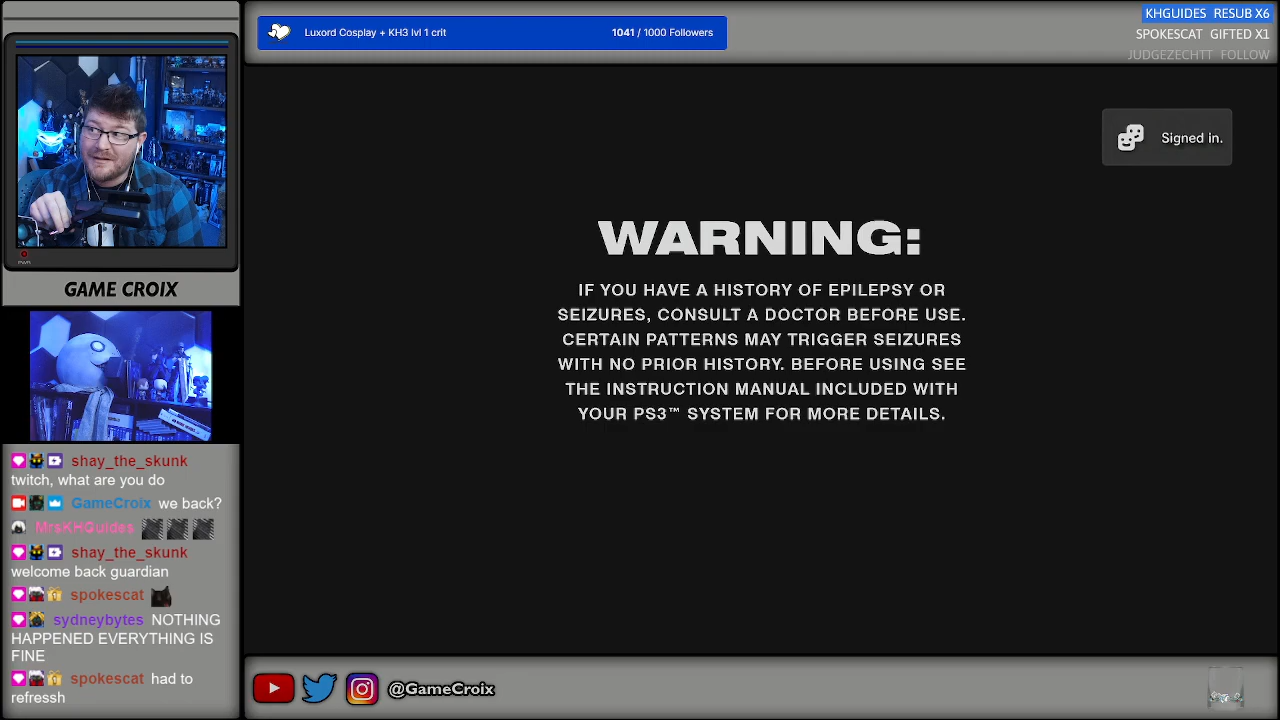 Luxord Cosplay + KH3 lvl 1 crit
1041 / 1000 Followers
KHGUIDES RESUB X6
SPOKESCAT GIFTED X1
JUDGEZECHTT FOLLOW
Signed in.
WARNING:
IF YOU HAVE A HISTORY OF EPILEPSY OR
SEIZURES, CONSULT A DOCTOR BEFORE USE.
CERTAIN PATTERNS MAY TRIGGER SEIZURES
WITH NO PRIOR HISTORY. BEFORE USING SEE
THE INSTRUCTION MANUAL INCLUDED WITH
YOUR PS3™ SYSTEM FOR MORE DETAILS.
PWR
GAME CROIX
shay_the_skunk
twitch, what are you do
GameCroix we back?
MrsKHGuides
shay_the_skunk
welcome back guardian
spokescat
sydneybytes NOTHING
HAPPENED EVERYTHING IS
FINE
spokescat had to
refressh
@GameCroix